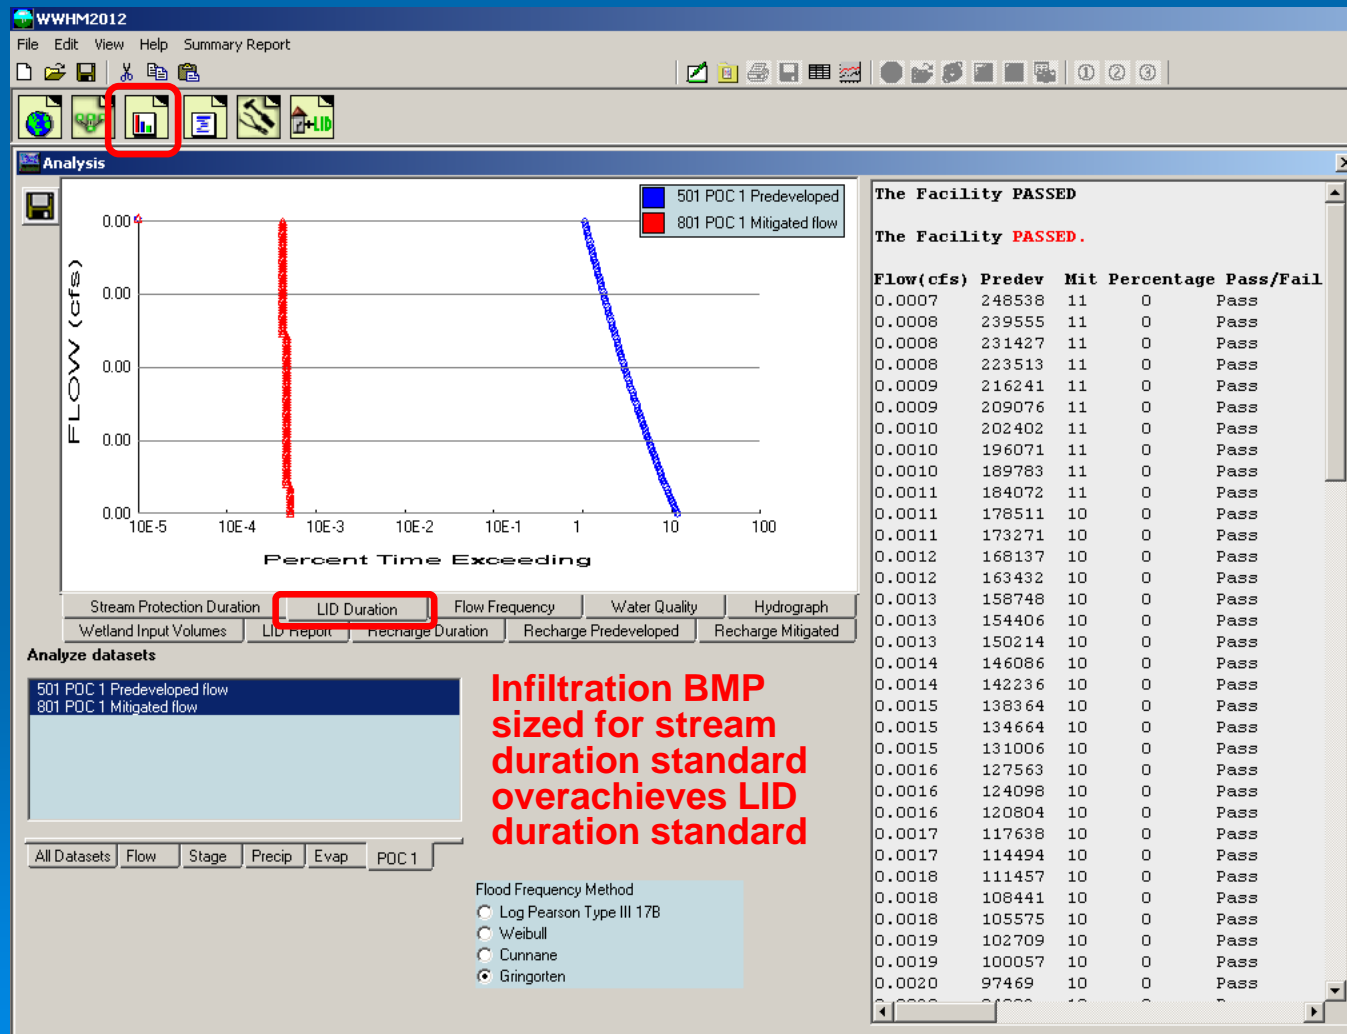 WWHM2012
File Edit View Help Summary Report
+LID
Analysis
501 POC 1 Predeveloped
801 POC 1 Mitigated flow
FLOW (cfs)
0.00
0.00
0.00
0.00
0.00
10E-5 10E-4 10E-3 10E-2 10E-1 1 10 100
Percent Time Exceeding
Stream Protection Duration LID Duration Flow Frequency Water Quality Hydrograph
Wetland Input Volumes LID Report Recharge Duration Recharge Predeveloped Recharge Mitigated
Analyze datasets
501 POC 1 Predeveloped flow
801 POC 1 Mitigated flow
All Datasets Flow Stage Precip Evap POC 1
Infiltration BMP
sized for stream
duration standard
overachieves LID
duration standard
Flood Frequency Method
Log Pearson Type III 17B
Weibull
Cunnane
Gringorten
The Facility PASSED
The Facility PASSED.
Flow(cfs) Predev Mit Percentage Pass/Fail
0.0007 248538 11 0 Pass
0.0008 239555 11 0 Pass
0.0008 231427 11 0 Pass
0.0008 223513 11 0 Pass
0.0009 216241 11 0 Pass
0.0009 209076 11 0 Pass
0.0010 202402 11 0 Pass
0.0010 196071 11 0 Pass
0.0010 189783 11 0 Pass
0.0011 184072 11 0 Pass
0.0011 178511 10 0 Pass
0.0011 173271 10 0 Pass
0.0012 168137 10 0 Pass
0.0012 163432 10 0 Pass
0.0013 158748 10 0 Pass
0.0013 154406 10 0 Pass
0.0013 150214 10 0 Pass
0.0014 146086 10 0 Pass
0.0014 142236 10 0 Pass
0.0015 138364 10 0 Pass
0.0015 134664 10 0 Pass
0.0015 131006 10 0 Pass
0.0016 127563 10 0 Pass
0.0016 124098 10 0 Pass
0.0016 120804 10 0 Pass
0.0017 117638 10 0 Pass
0.0017 114494 10 0 Pass
0.0018 111457 10 0 Pass
0.0018 108441 10 0 Pass
0.0018 105575 10 0 Pass
0.0019 102709 10 0 Pass
0.0019 100057 10 0 Pass
0.0020 97469 10 0 Pass